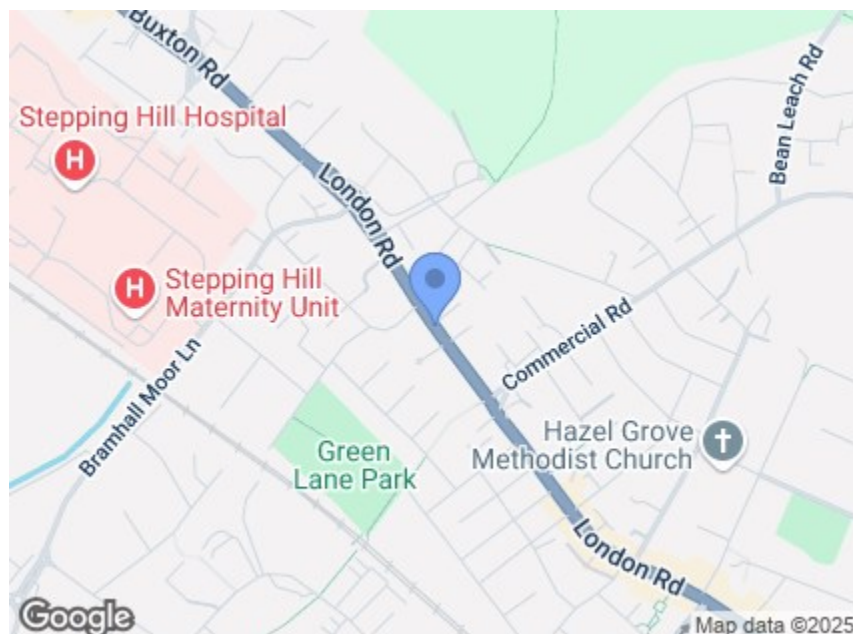 Buxton Rd
Stepping Hill Hospital
H
London Rd
Bean Leach Rd
H
Stepping Hill
Maternity Unit
Commercial Rd
Bramhall Moor Ln
Hazel Grove
Methodist Church
Green
Lane Park
London Rd
Google
Map data ©2025